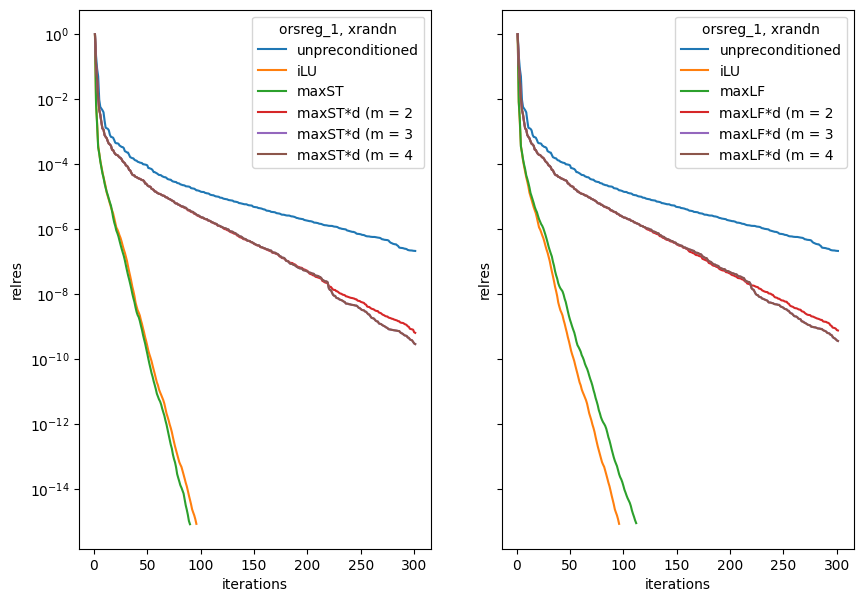 orsreg_1, xrandn
unpreconditioned
iLU
maxST
maxST*d (m = 2
maxST*d (m = 3
maxST*d (m = 4
10^0
10^-2
10^-4
10^-6
10^-8
10^-10
10^-12
10^-14
relres
0 50 100 150 200 250 300
iterations
orsreg_1, xrandn
unpreconditioned
iLU
maxLF
maxLF*d (m = 2
maxLF*d (m = 3
maxLF*d (m = 4
relres
0 50 100 150 200 250 300
iterations